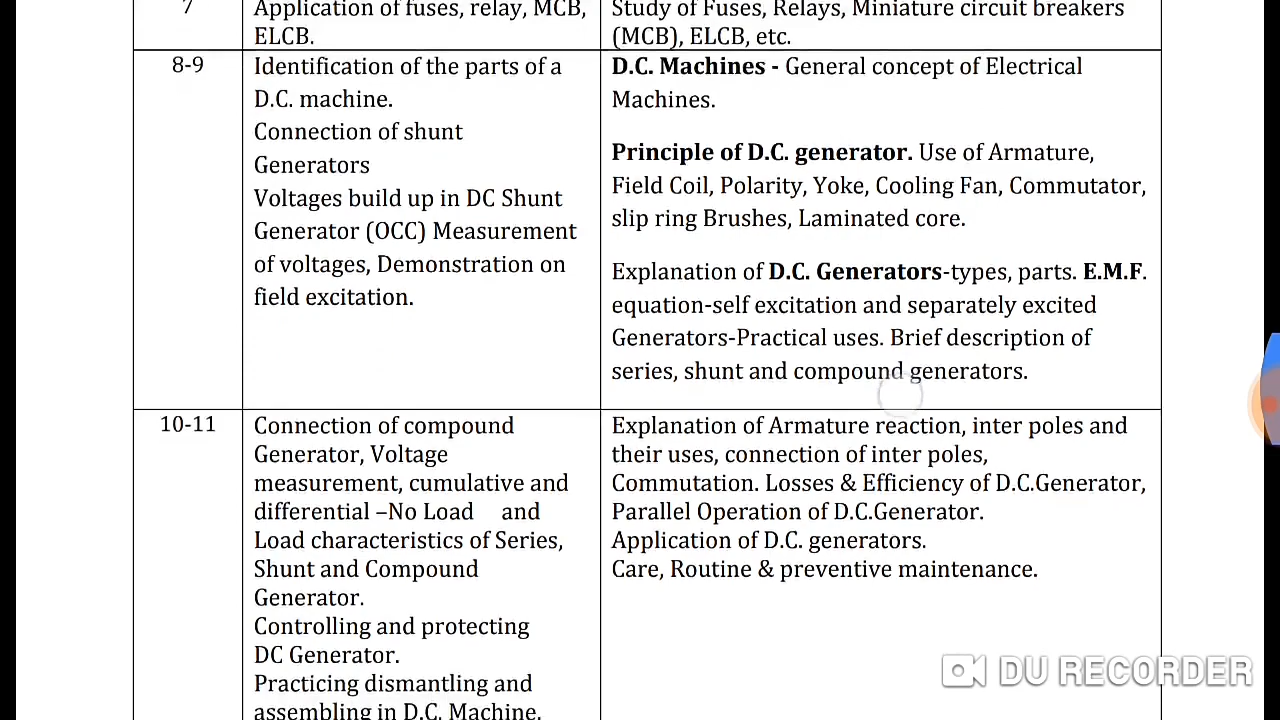 7
Application of fuses, relay, MCB,
ELCB.
Study of Fuses, Relays, Miniature circuit breakers
(MCB), ELCB, etc.
8-9
Identification of the parts of a
D.C. machine.
Connection of shunt
Generators
Voltages build up in DC Shunt
Generator (OCC) Measurement
of voltages, Demonstration on
field excitation.
D.C. Machines - General concept of Electrical
Machines.
Principle of D.C. generator. Use of Armature,
Field Coil, Polarity, Yoke, Cooling Fan, Commutator,
slip ring Brushes, Laminated core.
Explanation of D.C. Generators-types, parts. E.M.F.
equation-self excitation and separately excited
Generators-Practical uses. Brief description of
series, shunt and compound generators.
10-11
Connection of compound
Generator, Voltage
measurement, cumulative and
differential –No Load and
Load characteristics of Series,
Shunt and Compound
Generator.
Controlling and protecting
DC Generator.
Practicing dismantling and
assembling in D.C. Machine.
Explanation of Armature reaction, inter poles and
their uses, connection of inter poles,
Commutation. Losses & Efficiency of D.C.Generator,
Parallel Operation of D.C.Generator.
Application of D.C. generators.
Care, Routine & preventive maintenance.
DU RECORDER